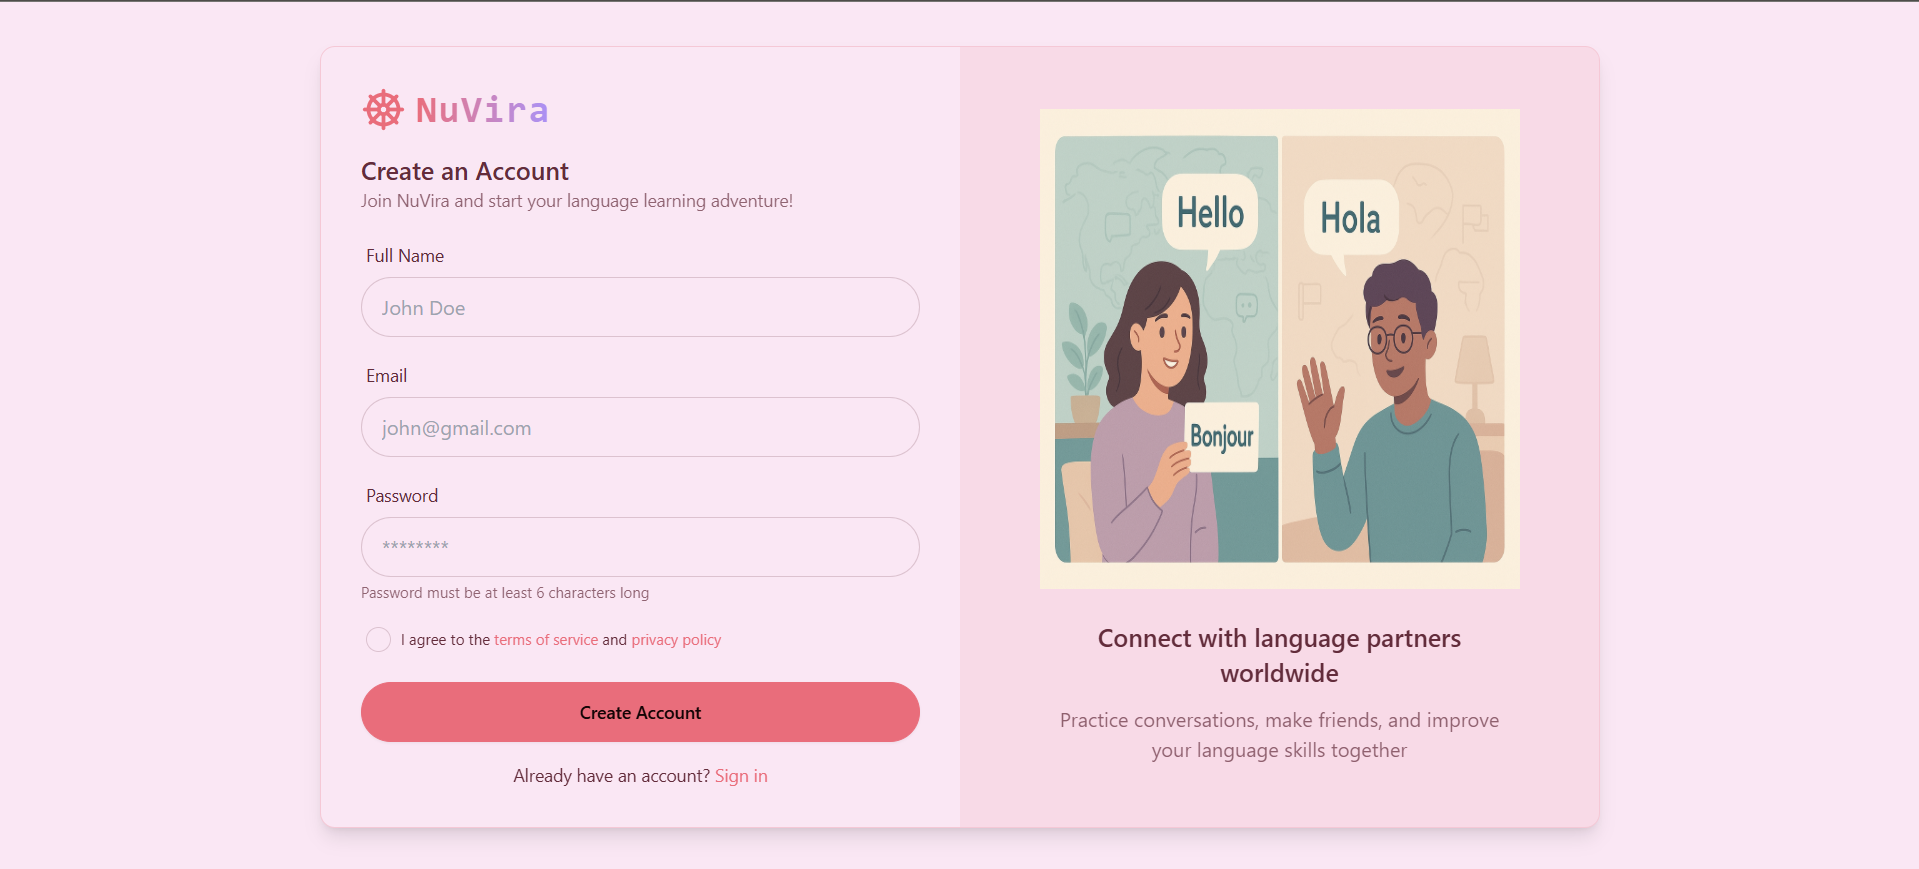 NuVira
Create an Account
Join NuVira and start your language learning adventure!
Full Name
John Doe
Email
john@gmail.com
Password
********
Password must be at least 6 characters long
I agree to the terms of service and privacy policy
Create Account
Already have an account? Sign in
Hello
Hola
Bonjour
Connect with language partners
worldwide
Practice conversations, make friends, and improve
your language skills together